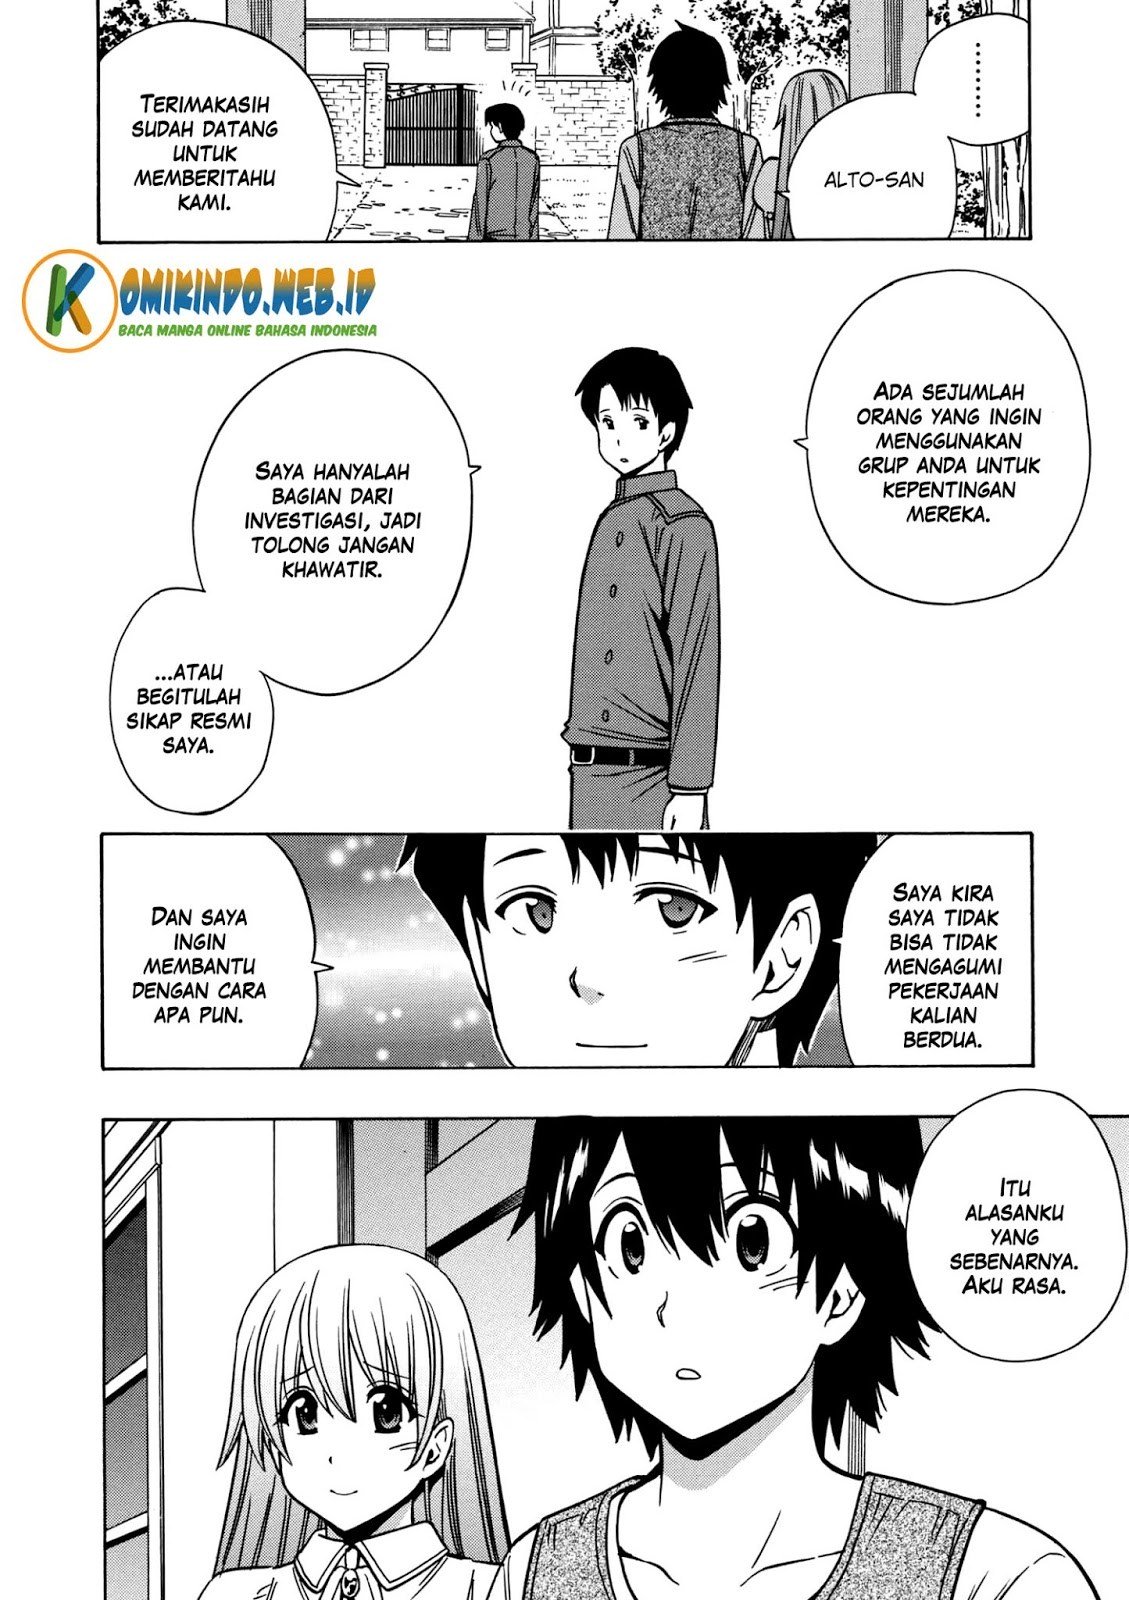 .........
ALTO-SAN
TERIMAKASIH
SUDAH DATANG
UNTUK
MEMBERITAHU
KAMI.
KOMIKINDO.WEB.ID
BACA MANGA ONLINE BAHASA INDONESIA
ADA SEJUMLAH
ORANG YANG INGIN
MENGGUNAKAN
GRUP ANDA UNTUK
KEPENTINGAN
MEREKA.
SAYA HANYALAH
BAGIAN DARI
INVESTIGASI, JADI
TOLONG JANGAN
KHAWATIR.
...ATAU
BEGITULAH
SIKAP RESMI
SAYA.
SAYA KIRA
SAYA TIDAK
BISA TIDAK
MENGAGUMI
PEKERJAAN
KALIAN
BERDUA.
DAN SAYA
INGIN
MEMBANTU
DENGAN CARA
APA PUN.
ITU
ALASANKU
YANG
SEBENARNYA.
AKU RASA.